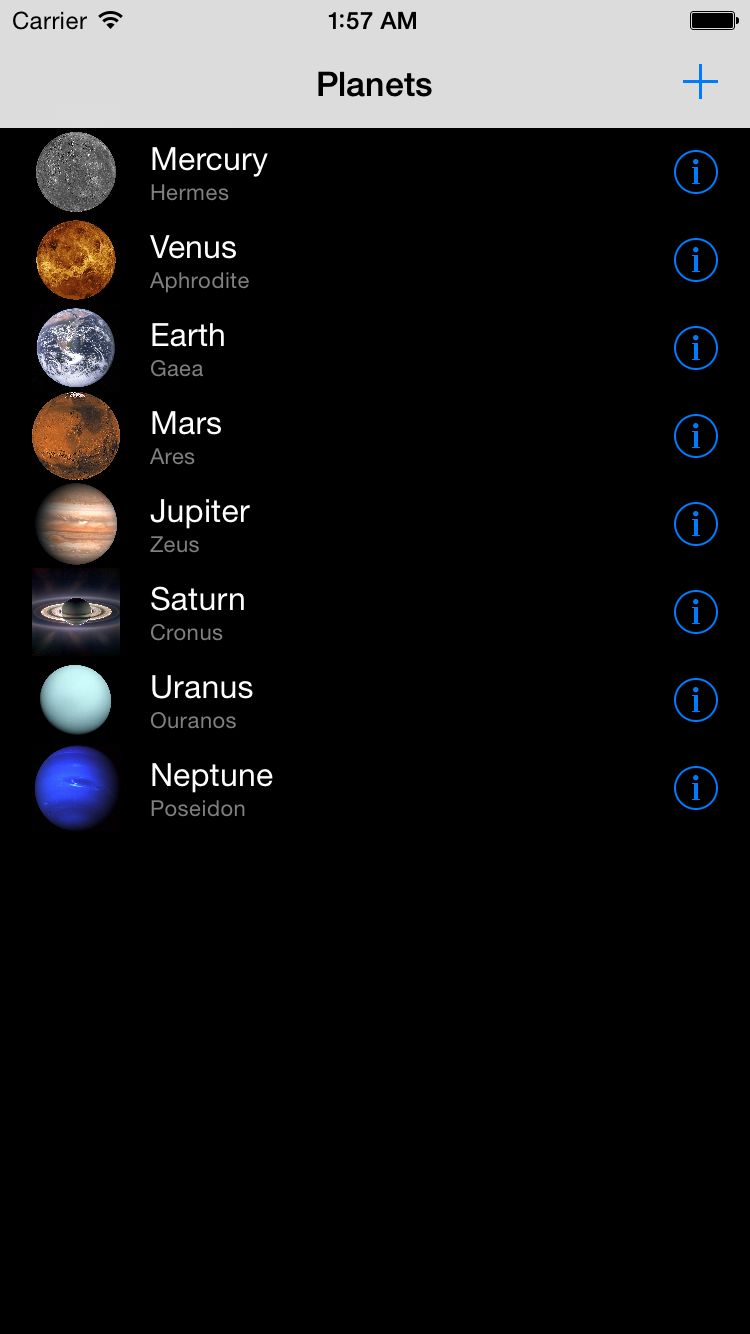 Carrier 1:57 AM
Planets
Mercury
Hermes
Venus
Aphrodite
Earth
Gaea
Mars
Ares
Jupiter
Zeus
Saturn
Cronus
Uranus
Ouranos
Neptune
Poseidon